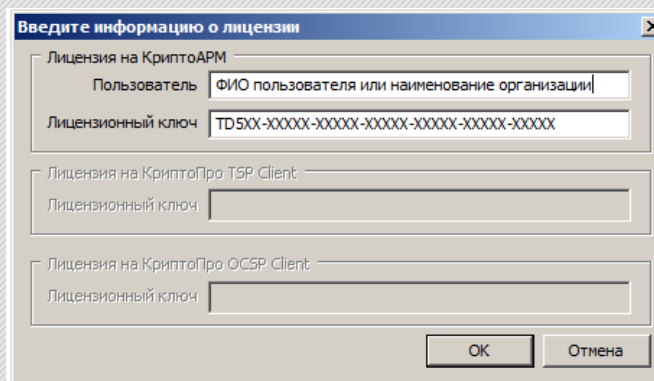 Введите информацию о лицензии
Лицензия на КриптоАРМ
Пользователь ФИО пользователя или наименование организации
Лицензионный ключ TD5XX-XXXXX-XXXXX-XXXXX-XXXXX-XXXXX-XXXXX
Лицензия на КриптоПро TSP Client
Лицензионный ключ
Лицензия на КриптоПро OCSP Client
Лицензионный ключ
OK Отмена